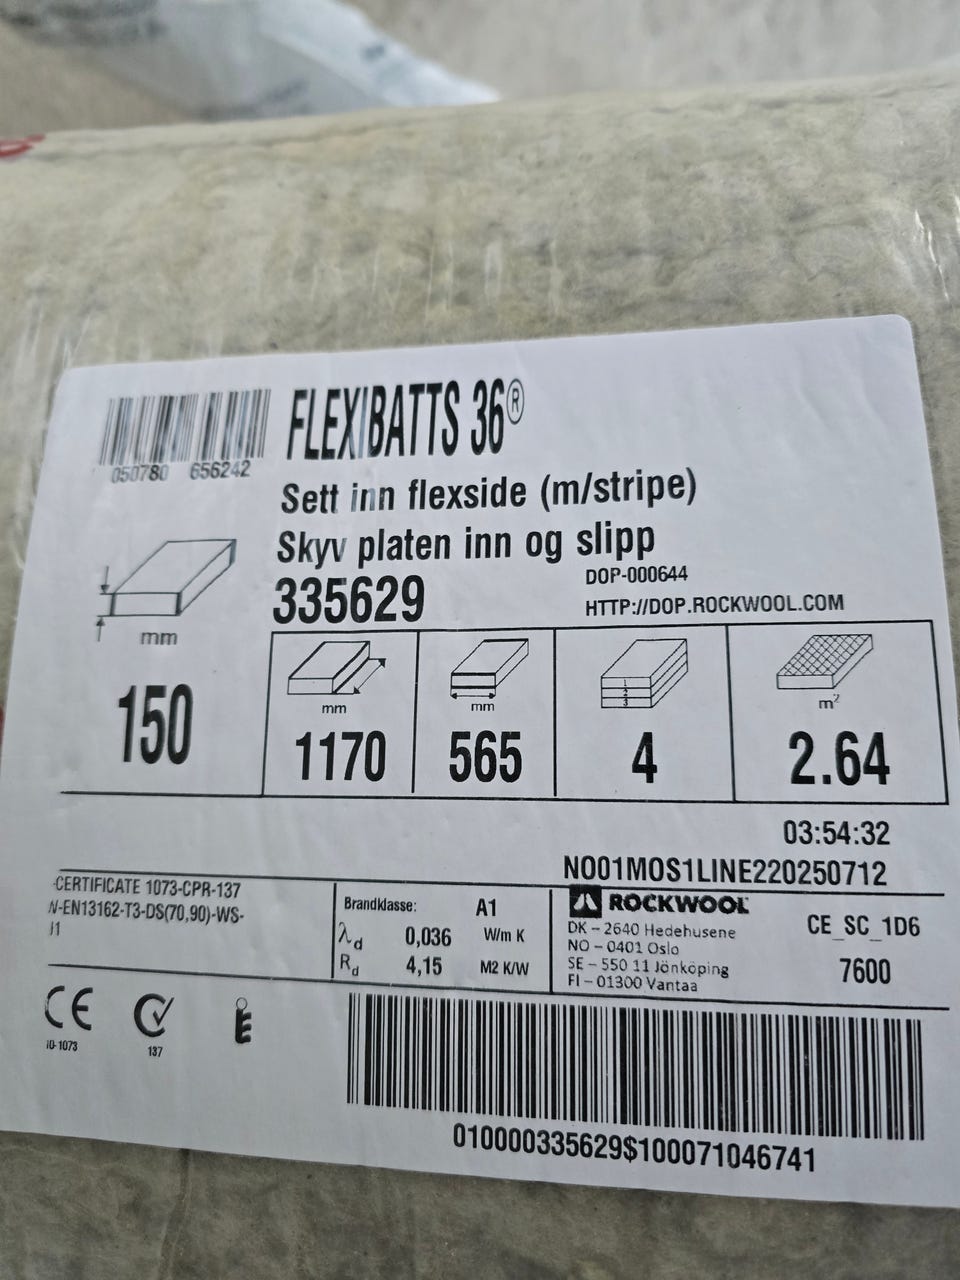 FLEXIBATTS 36®
050780 656242
Sett inn flexside (m/stripe)
Skyv platen inn og slipp
335629
DOP-000644
HTTP://DOP.ROCKWOOL.COM
mm
mm
mm
m²
1
2
3
150
1170
565
4
2.64
03:54:32
NO01MOS1LINE220250712
-CERTIFICATE 1073-CPR-137
-EN13162-T3-DS(70,90)-WS-
Brandklasse: A1
λd 0,036 W/m K
Rd 4,15 M2 K/W
ROCKWOOL
DK – 2640 Hedehusene
NO – 0401 Oslo
SE – 550 11 Jönköping
FI – 01300 Vantaa
CE_SC_1D6
7600
CE
137
010000335629$100071046741